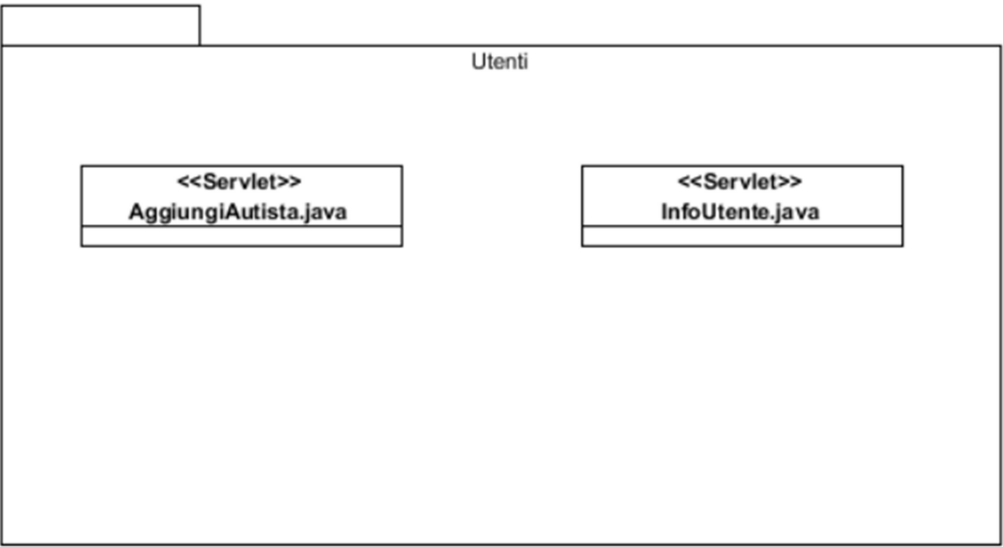 Utenti
<<Servlet>>
AggiungiAutista.java
<<Servlet>>
InfoUtente.java